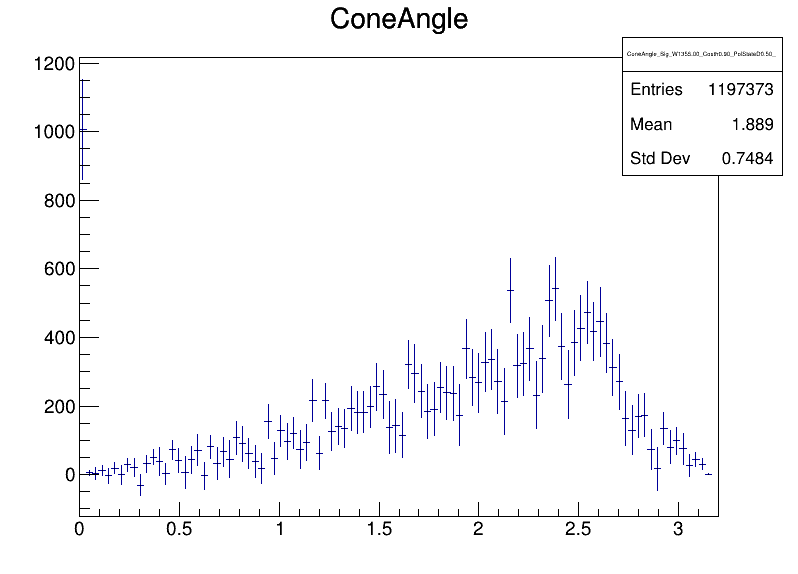 ConeAngle
ConeAngle_Sig_W1355.00_Costh0.90_PolStateD0.50_
Entries 1197373
Mean 1.889
Std Dev 0.7484
1200
1000
800
600
400
200
0
0 0.5 1 1.5 2 2.5 3